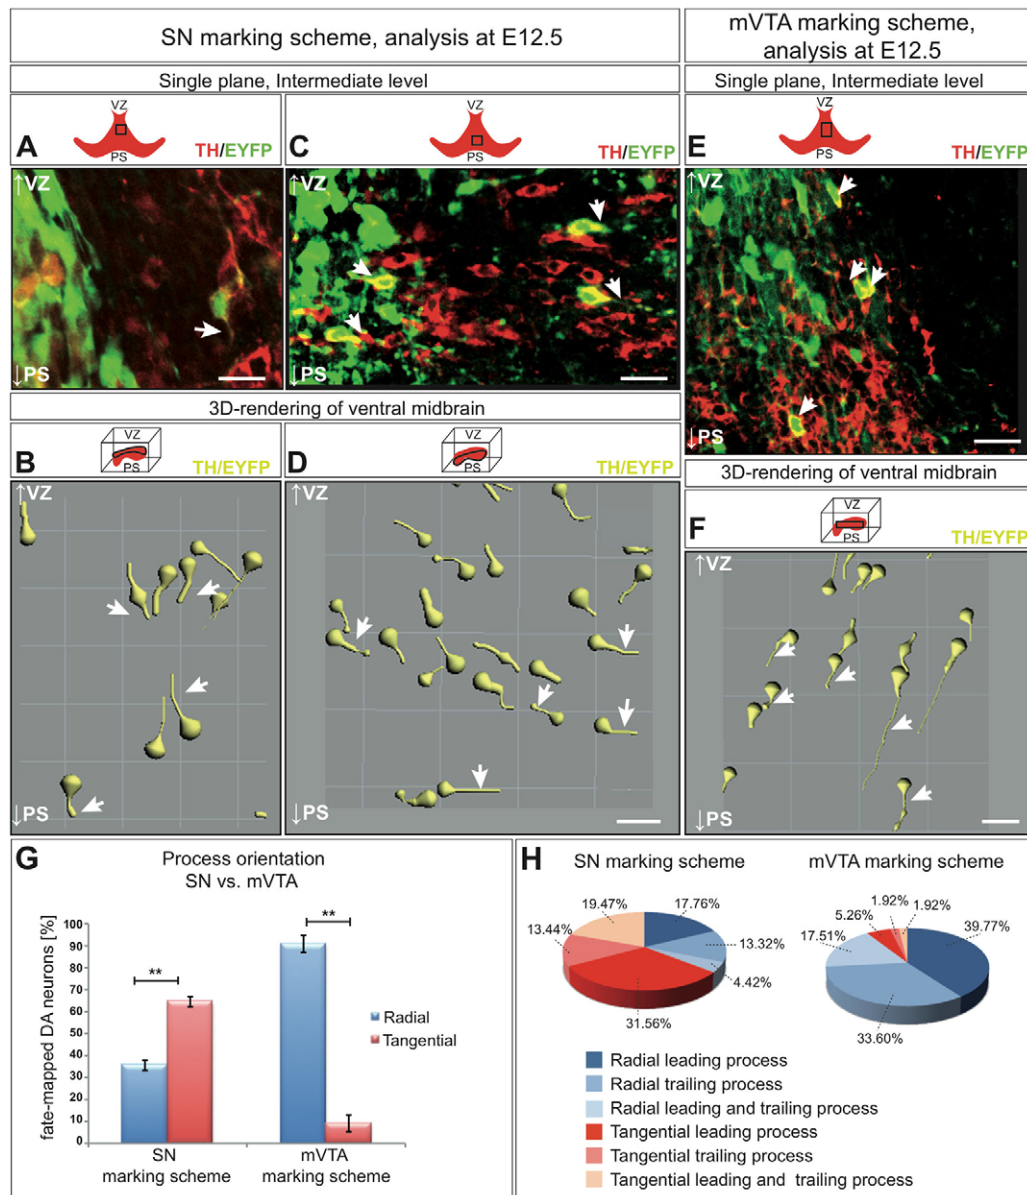 SN marking scheme, analysis at E12.5
mVTA marking scheme,
analysis at E12.5
Single plane, Intermediate level
Single plane, Intermediate level
A
VZ
PS
TH/EYFP
↑VZ
↓PS
C
VZ
PS
TH/EYFP
E
VZ
PS
TH/EYFP
↑VZ
↓PS
3D-rendering of ventral midbrain
B
VZ
PS
TH/EYFP
↑VZ
↓PS
D
VZ
PS
TH/EYFP
3D-rendering of ventral midbrain
F
VZ
PS
TH/EYFP
↑VZ
↓PS
G
Process orientation
SN vs. mVTA
fate-mapped DA neurons [%]
100
90
80
70
60
50
40
30
20
10
0
**
**
Radial
Tangential
SN
marking scheme
mVTA
marking scheme
H
SN marking scheme
19.47%
17.76%
13.44%
13.32%
4.42%
31.56%
mVTA marking scheme
1.92%
1.92%
5.26%
17.51%
39.77%
33.60%
Radial leading process
Radial trailing process
Radial leading and trailing process
Tangential leading process
Tangential trailing process
Tangential leading and trailing process